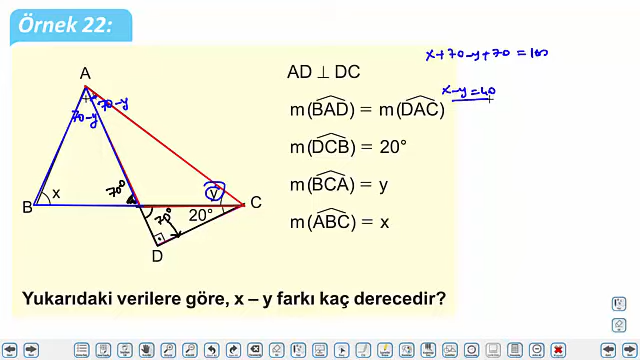 Örnek 22:
x+70-y+70 = 180
x-y=40
A
70-y
70-y
70°
B
x
y
C
70°
20°
D
AD ⊥ DC
m(BAD) = m(DAC)
m(DCB) = 20°
m(BCA) = y
m(ABC) = x
Yukarıdaki verilere göre, x – y farkı kaç derecedir?